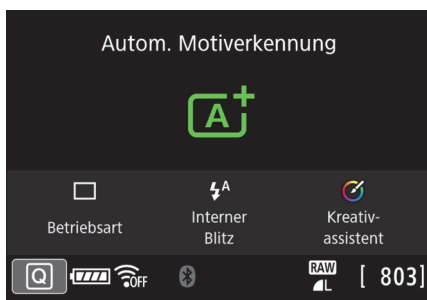 Autom. Motiverkennung
A+
Betriebsart
A
Interner
Blitz
Kreativ-
assistent
Q
OFF
RAW
L
[ 803]